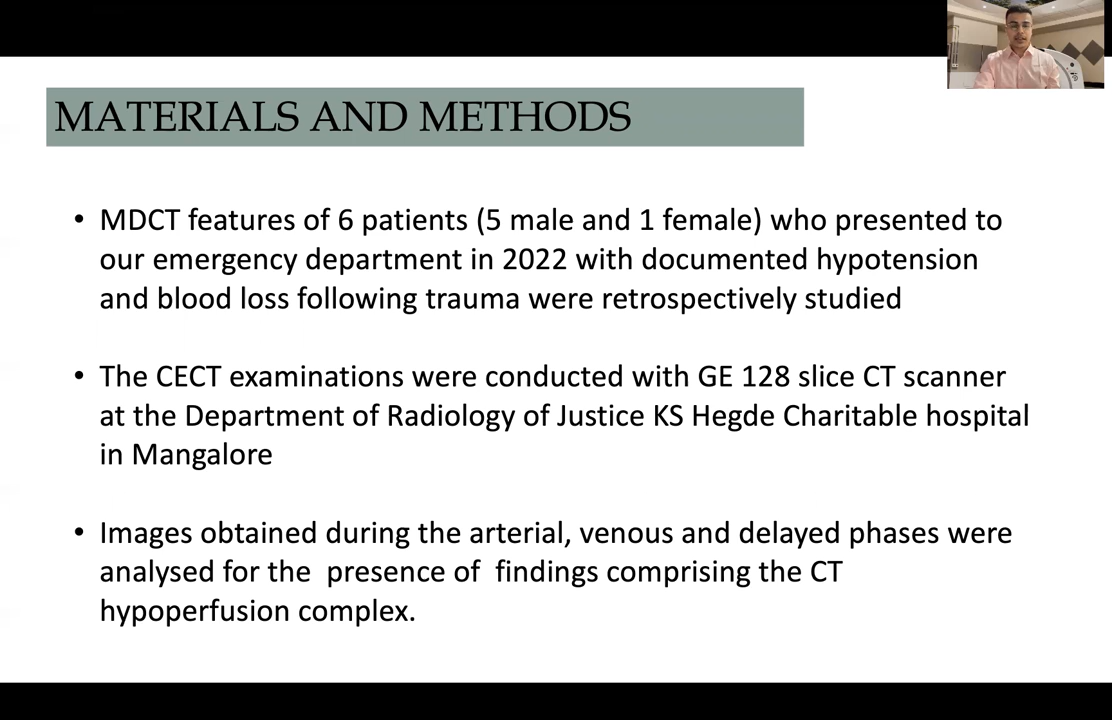 MATERIALS AND METHODS
• MDCT features of 6 patients (5 male and 1 female) who presented to
our emergency department in 2022 with documented hypotension
and blood loss following trauma were retrospectively studied
• The CECT examinations were conducted with GE 128 slice CT scanner
at the Department of Radiology of Justice KS Hegde Charitable hospital
in Mangalore
• Images obtained during the arterial, venous and delayed phases were
analysed for the  presence of  findings comprising the CT
hypoperfusion complex.